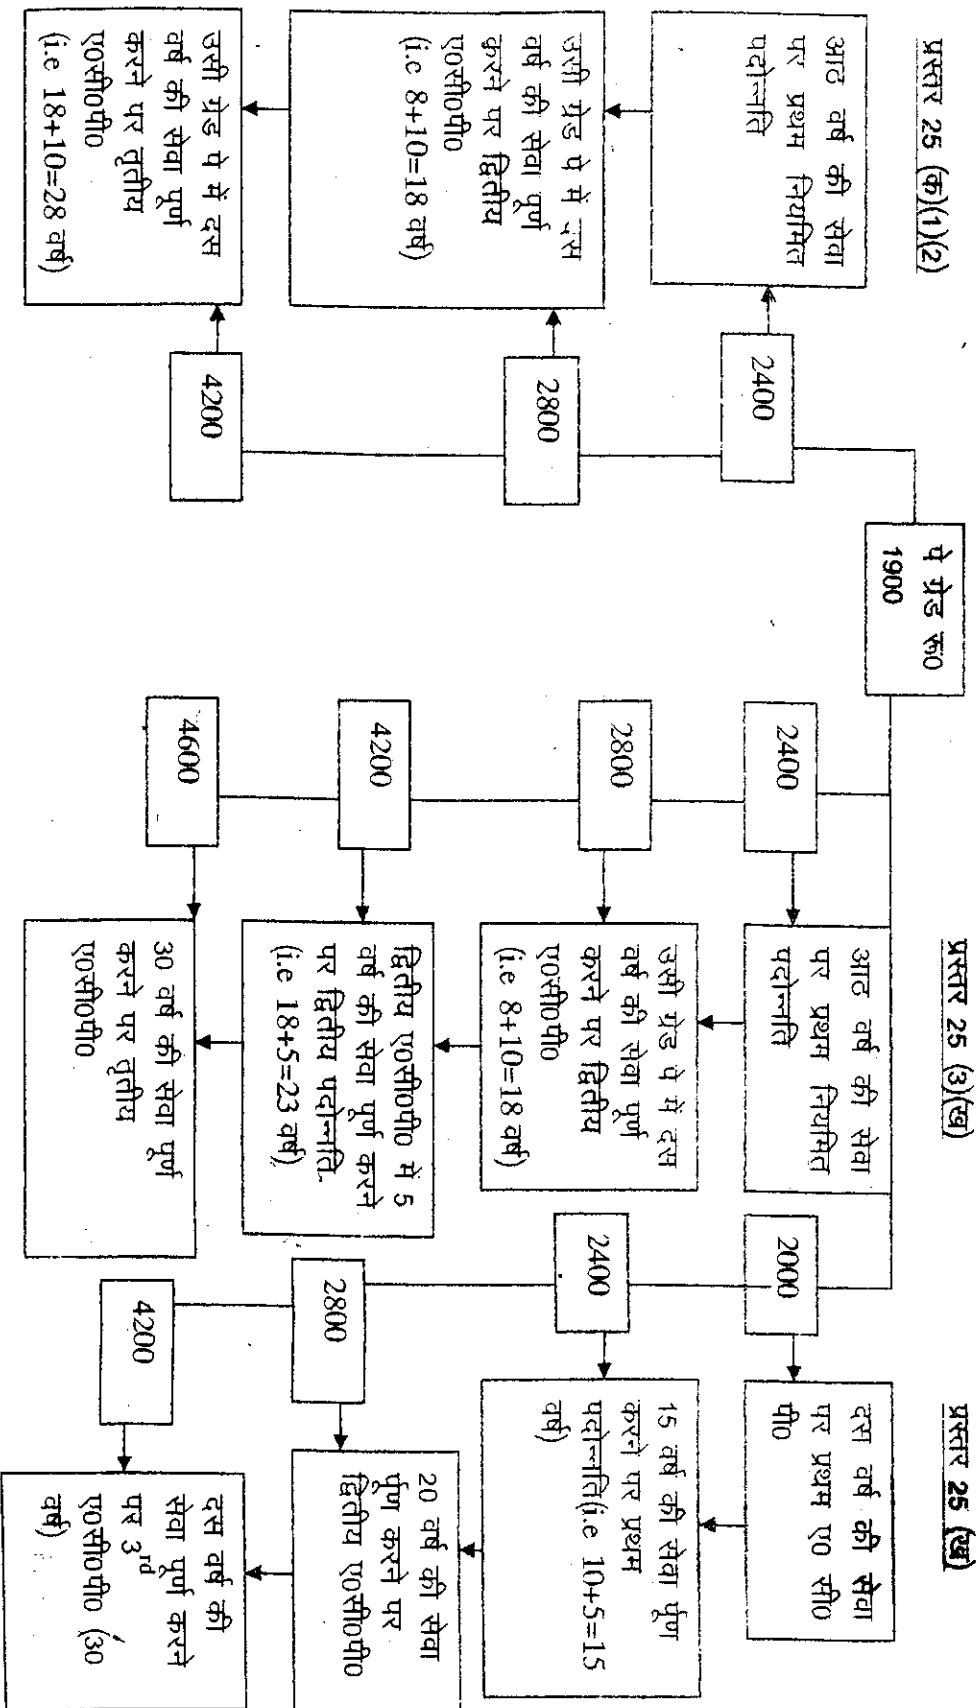 प्रस्तर 25 (क)(1)(2)
प्रस्तर 25 (3)(ख)
प्रस्तर 25 (ख)
पे ग्रेड रू0
1900
2400
आठ वर्ष की सेवा
पर प्रथम नियमित
पदोन्नति
2800
उसी ग्रेड पे में दस
वर्ष की सेवा पूर्ण
करने पर द्वितीय
ए0सी0पी0
(i.e 8+10=18 वर्ष)
4200
उसी ग्रेड पे में दस
वर्ष की सेवा पूर्ण
करने पर तृतीय
ए0सी0पी0
(i.e 18+10=28 वर्ष)
2400
आठ वर्ष की सेवा
पर प्रथम नियमित
पदोन्नति
2800
उसी ग्रेड पे में दस
वर्ष की सेवा पूर्ण
करने पर द्वितीय
ए0सी0पी0
(i.e 8+10=18 वर्ष)
4200
द्वितीय ए0सी0पी0 में 5
वर्ष की सेवा पूर्ण करने
पर द्वितीय पदोन्नति
(i.e 18+5=23 वर्ष)
4600
30 वर्ष की सेवा पूर्ण
करने पर तृतीय
ए0सी0पी0
2000
दस वर्ष की सेवा
पर प्रथम ए0 सी0
पी0
2400
15 वर्ष की सेवा र्पुण
करने पर प्रथम
पदोन्नति(i.e 10+5=15
वर्ष)
2800
20 वर्ष की सेवा
र्पुण करने पर
द्वितीय ए0सी0पी0
4200
दस वर्ष की
सेवा पूर्ण करने
पर 3rd
ए0सी0पी0 (30
वर्ष)